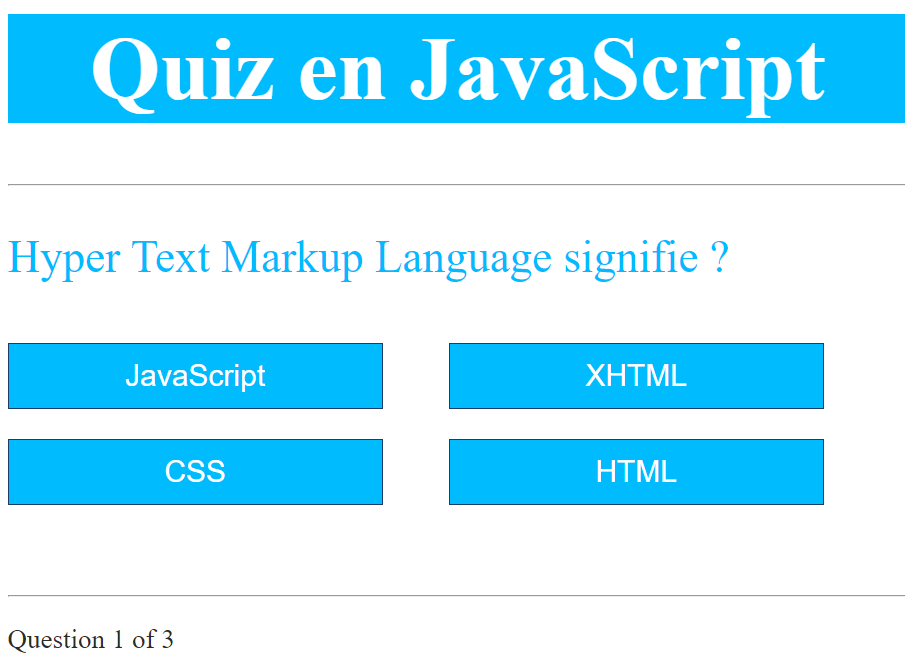 Quiz en JavaScript
Hyper Text Markup Language signifie ?
JavaScript
XHTML
CSS
HTML
Question 1 of 3